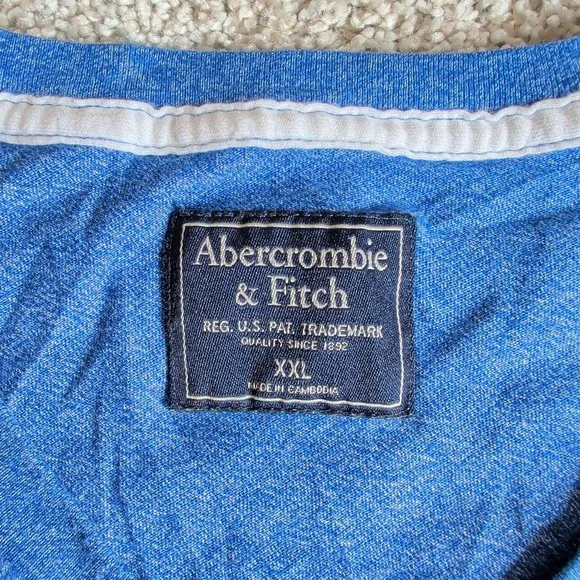 Abercrombie
& Fitch
REG. U.S. PAT. TRADEMARK
QUALITY SINCE 1892
XXL
MADE IN CAMBODIA